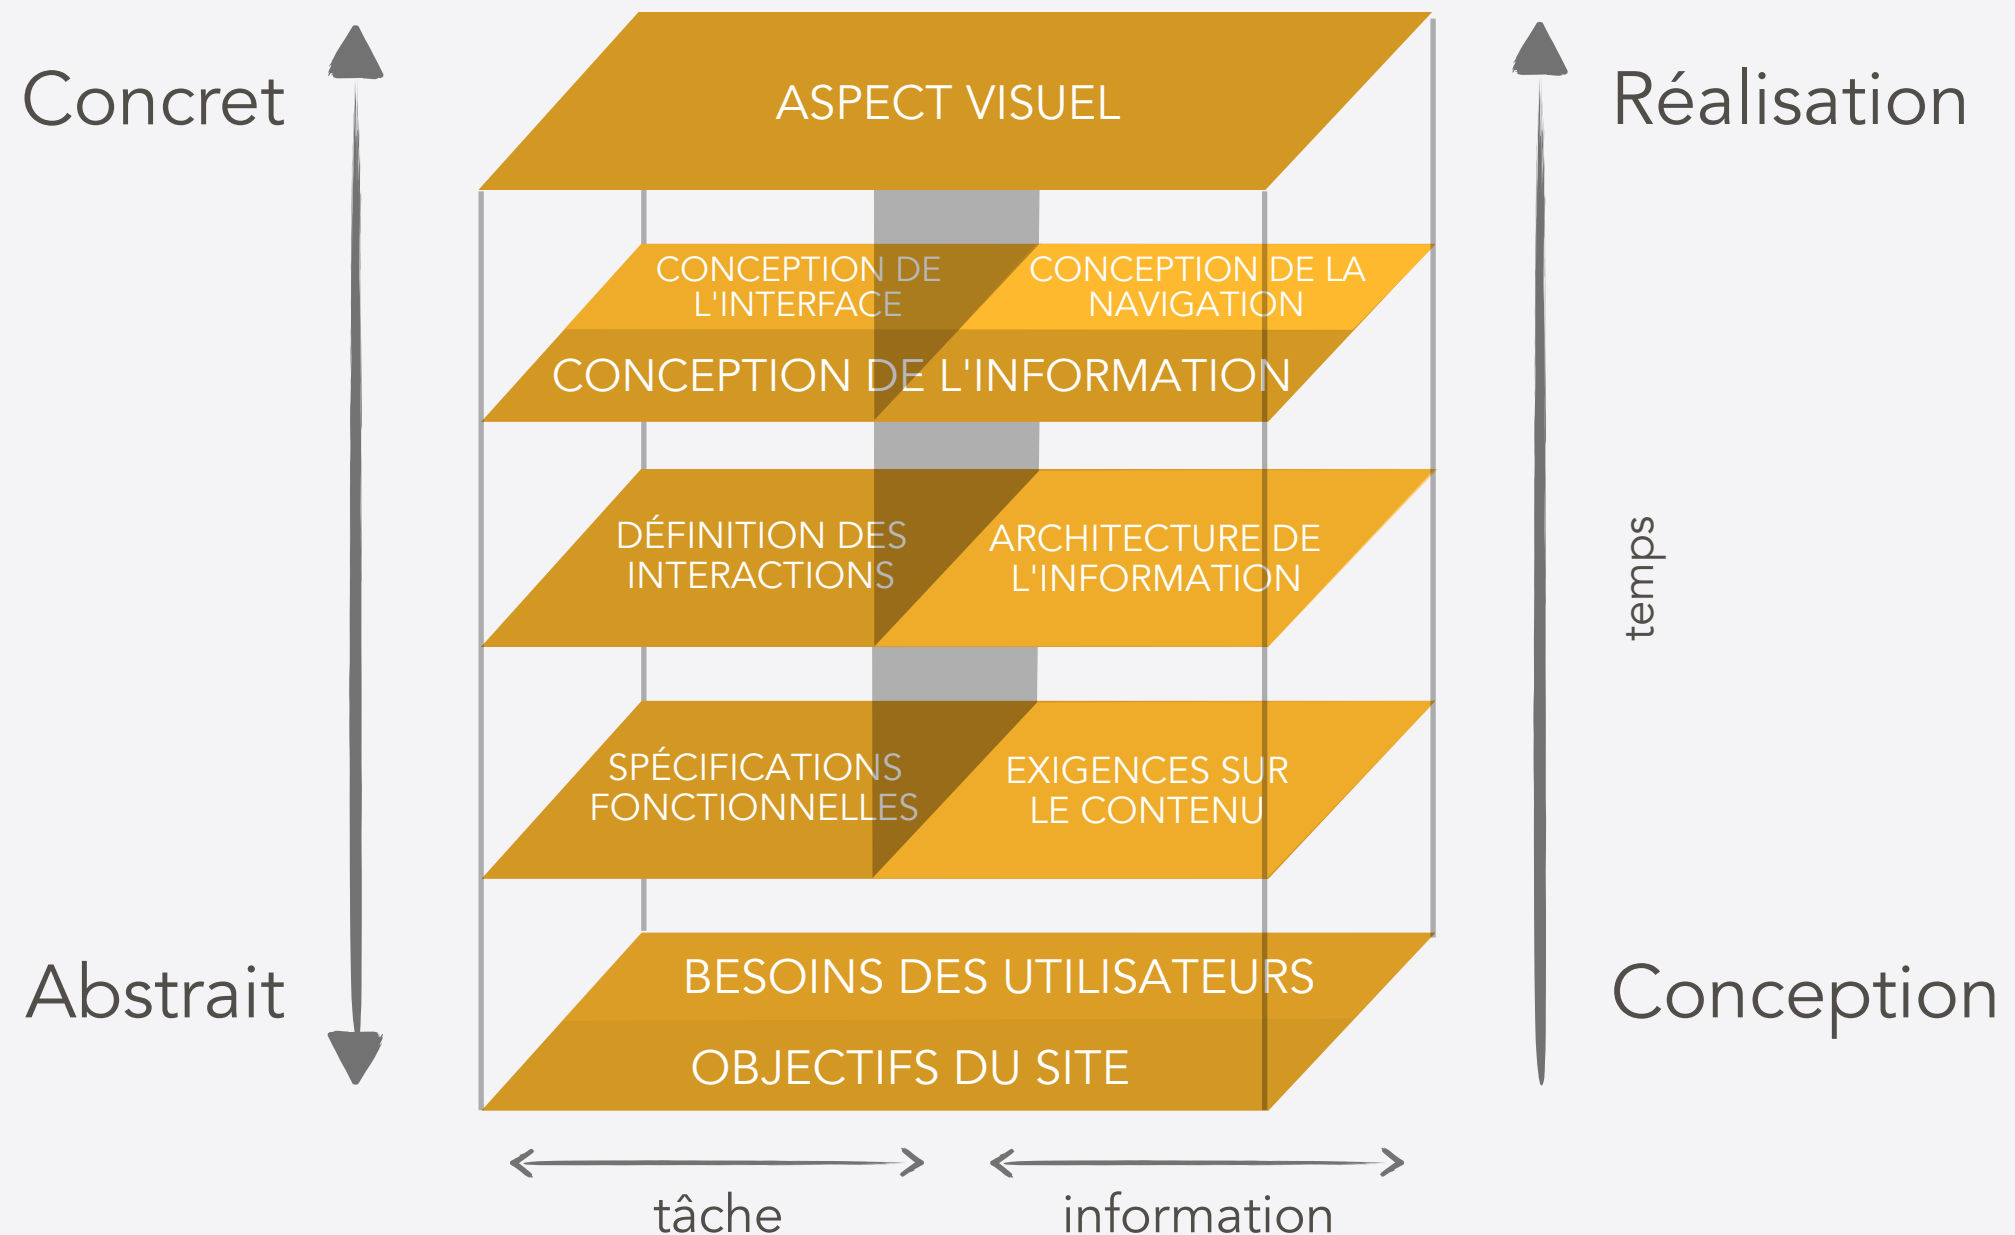 Concret
Réalisation
ASPECT VISUEL
CONCEPTION DE
L'INTERFACE
CONCEPTION DE LA
NAVIGATION
CONCEPTION DE L'INFORMATION
DÉFINITION DES
INTERACTIONS
ARCHITECTURE DE
L'INFORMATION
temps
SPÉCIFICATIONS
FONCTIONNELLES
EXIGENCES SUR
LE CONTENU
Abstrait
Conception
BESOINS DES UTILISATEURS
OBJECTIFS DU SITE
tâche
information